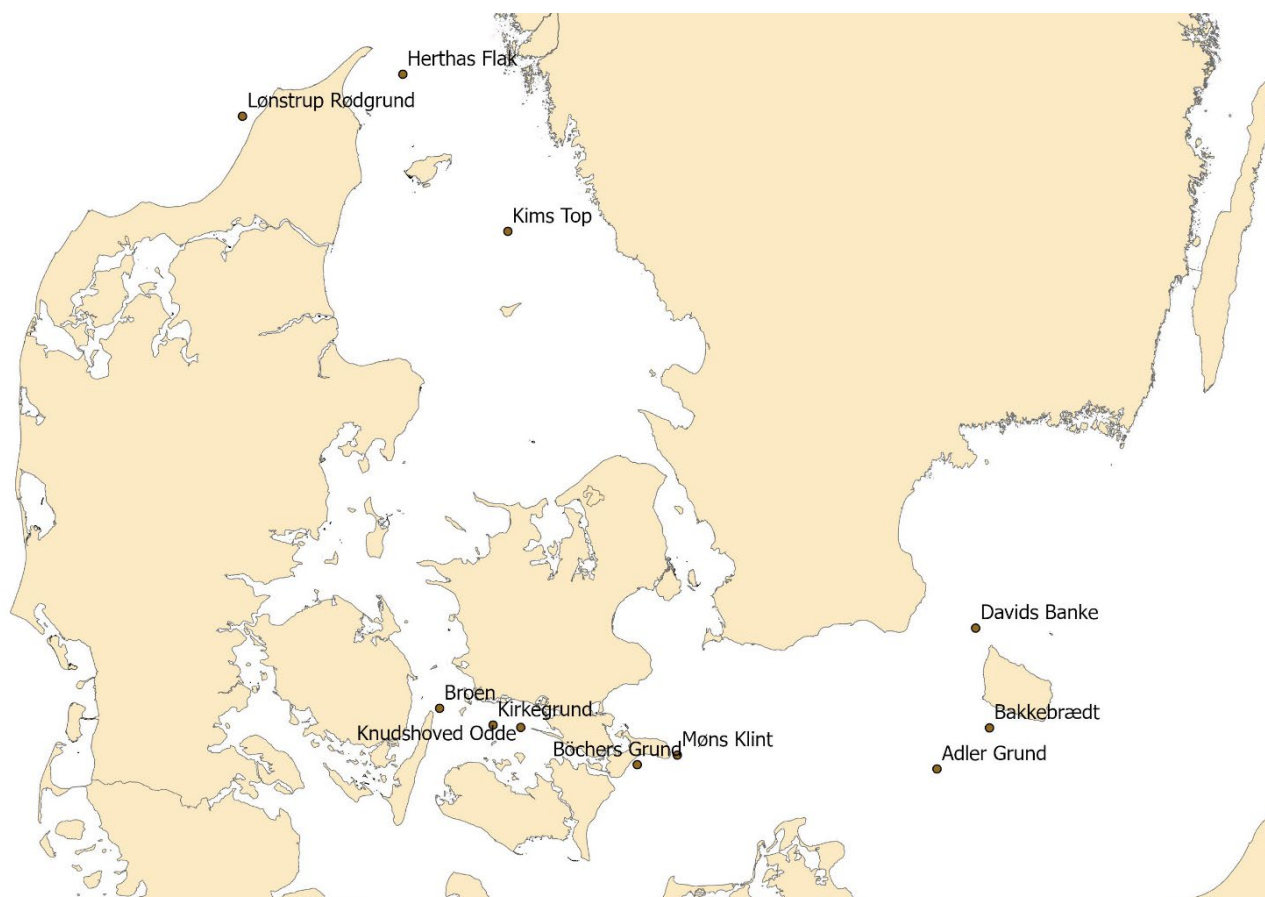 Herthas Flak
Lønstrup Rødgrund
Kims Top
Davids Banke
Broen
Kirkegrund
Knudshoved Odde
Bakkebrædt
Møns Klint
Böchers Grund
Adler Grund